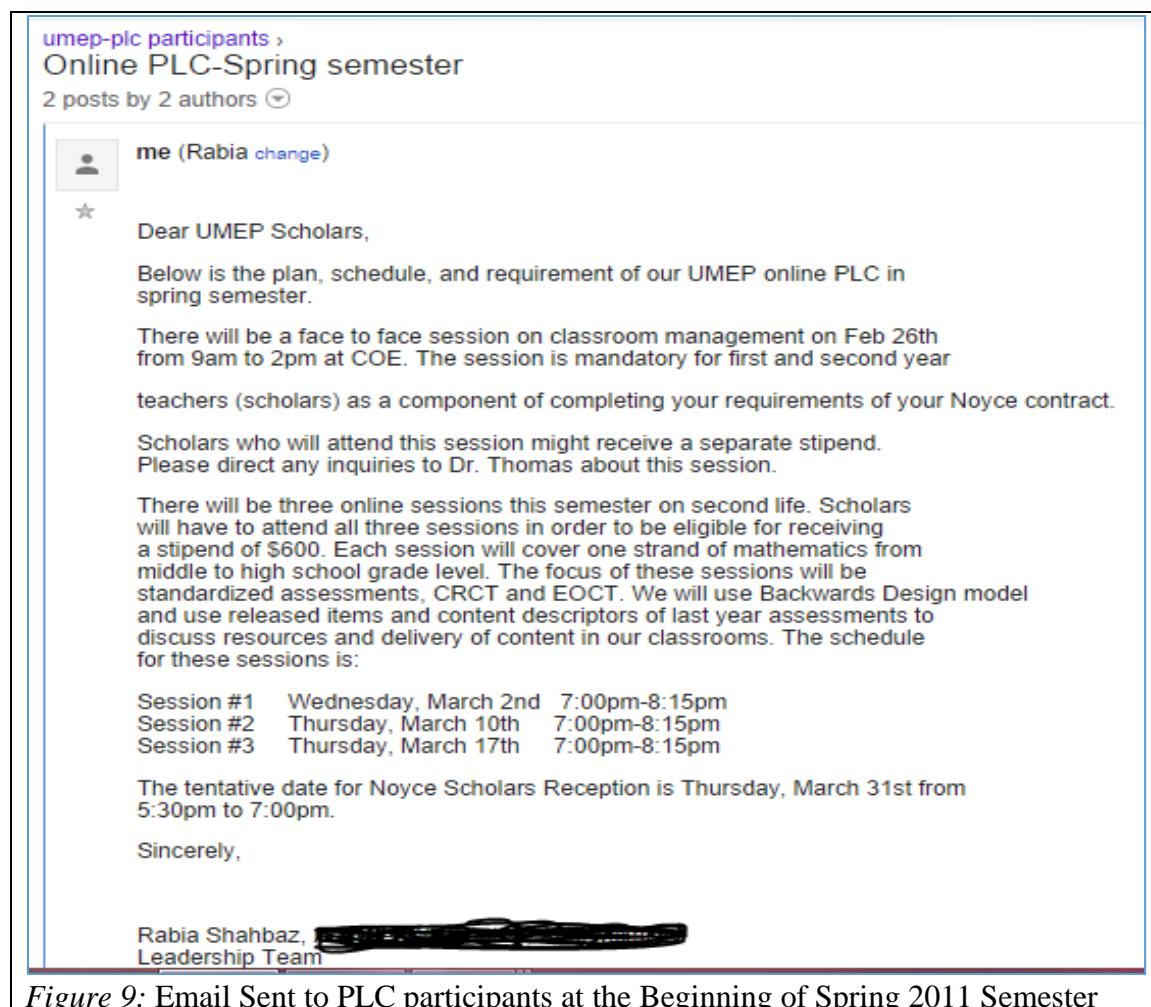 umep-plc participants ›
Online PLC-Spring semester
2 posts by 2 authors
me (Rabia change)
Dear UMEP Scholars,
Below is the plan, schedule, and requirement of our UMEP online PLC in
spring semester.
There will be a face to face session on classroom management on Feb 26th
from 9am to 2pm at COE. The session is mandatory for first and second year
teachers (scholars) as a component of completing your requirements of your Noyce contract.
Scholars who will attend this session might receive a separate stipend.
Please direct any inquiries to Dr. Thomas about this session.
There will be three online sessions this semester on second life. Scholars
will have to attend all three sessions in order to be eligible for receiving
a stipend of $600. Each session will cover one strand of mathematics from
middle to high school grade level. The focus of these sessions will be
standardized assessments, CRCT and EOCT. We will use Backwards Design model
and use released items and content descriptors of last year assessments to
discuss resources and delivery of content in our classrooms. The schedule
for these sessions is:
Session #1 Wednesday, March 2nd 7:00pm-8:15pm
Session #2 Thursday, March 10th 7:00pm-8:15pm
Session #3 Thursday, March 17th 7:00pm-8:15pm
The tentative date for Noyce Scholars Reception is Thursday, March 31st from
5:30pm to 7:00pm.
Sincerely,
Rabia Shahbaz,
Leadership Team
Figure 9: Email Sent to PLC participants at the Beginning of Spring 2011 Semester